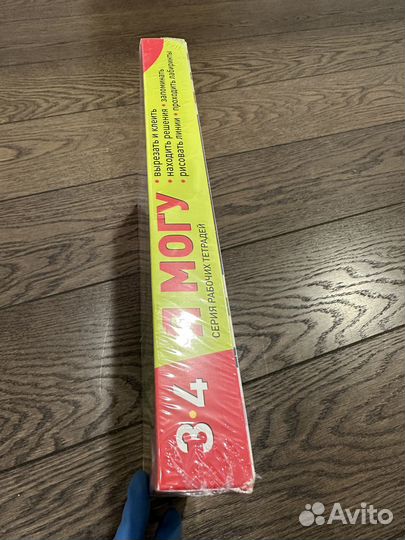 3·4
Я МОГУ
СЕРИЯ РАБОЧИХ ТЕТРАДЕЙ
• вырезать и клеить
• находить решения • запоминать
• рисовать линии • проходить лабиринты
Avito